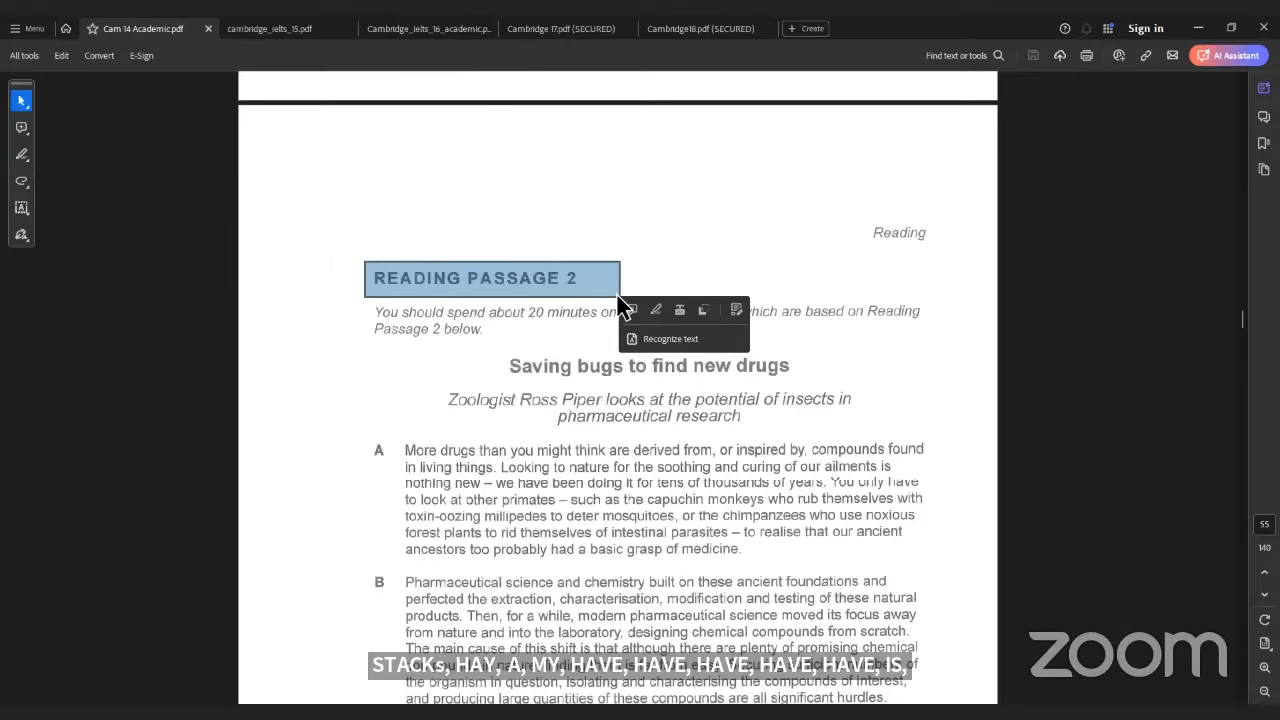 Menu
Cam 14 Academic.pdf
cambridge_ielts_15.pdf
Cambridge_ielts_16_academic.p...
Cambridge 17.pdf (SECURED)
Cambridge18.pdf (SECURED)
Create
Sign in
All tools
Edit
Convert
E-Sign
Find text or tools
AI Assistant
Reading
READING PASSAGE 2
You should spend about 20 minutes on which are based on Reading
Passage 2 below.
Recognize text
Saving bugs to find new drugs
Zoologist Ross Piper looks at the potential of insects in
pharmaceutical research
A More drugs than you might think are derived from, or inspired by, compounds found
in living things. Looking to nature for the soothing and curing of our ailments is
nothing new – we have been doing it for tens of thousands of years. You only have
to look at other primates – such as the capuchin monkeys who rub themselves with
toxin-oozing millipedes to deter mosquitoes, or the chimpanzees who use noxious
forest plants to rid themselves of intestinal parasites – to realise that our ancient
ancestors too probably had a basic grasp of medicine.
B Pharmaceutical science and chemistry built on these ancient foundations and
perfected the extraction, characterisation, modification and testing of these natural
products. Then, for a while, modern pharmaceutical science moved its focus away
from nature and into the laboratory, designing chemical compounds from scratch.
The main cause of this shift is that although there are plenty of promising chemical
STACKs, HAY, A, MY, HAVE, HAVE, HAVE, HAVE, HAVE, IS,
of
the organism in question, isolating and characterising the compounds of interest,
and producing large quantities of these compounds are all significant hurdles.
55
140
zoom